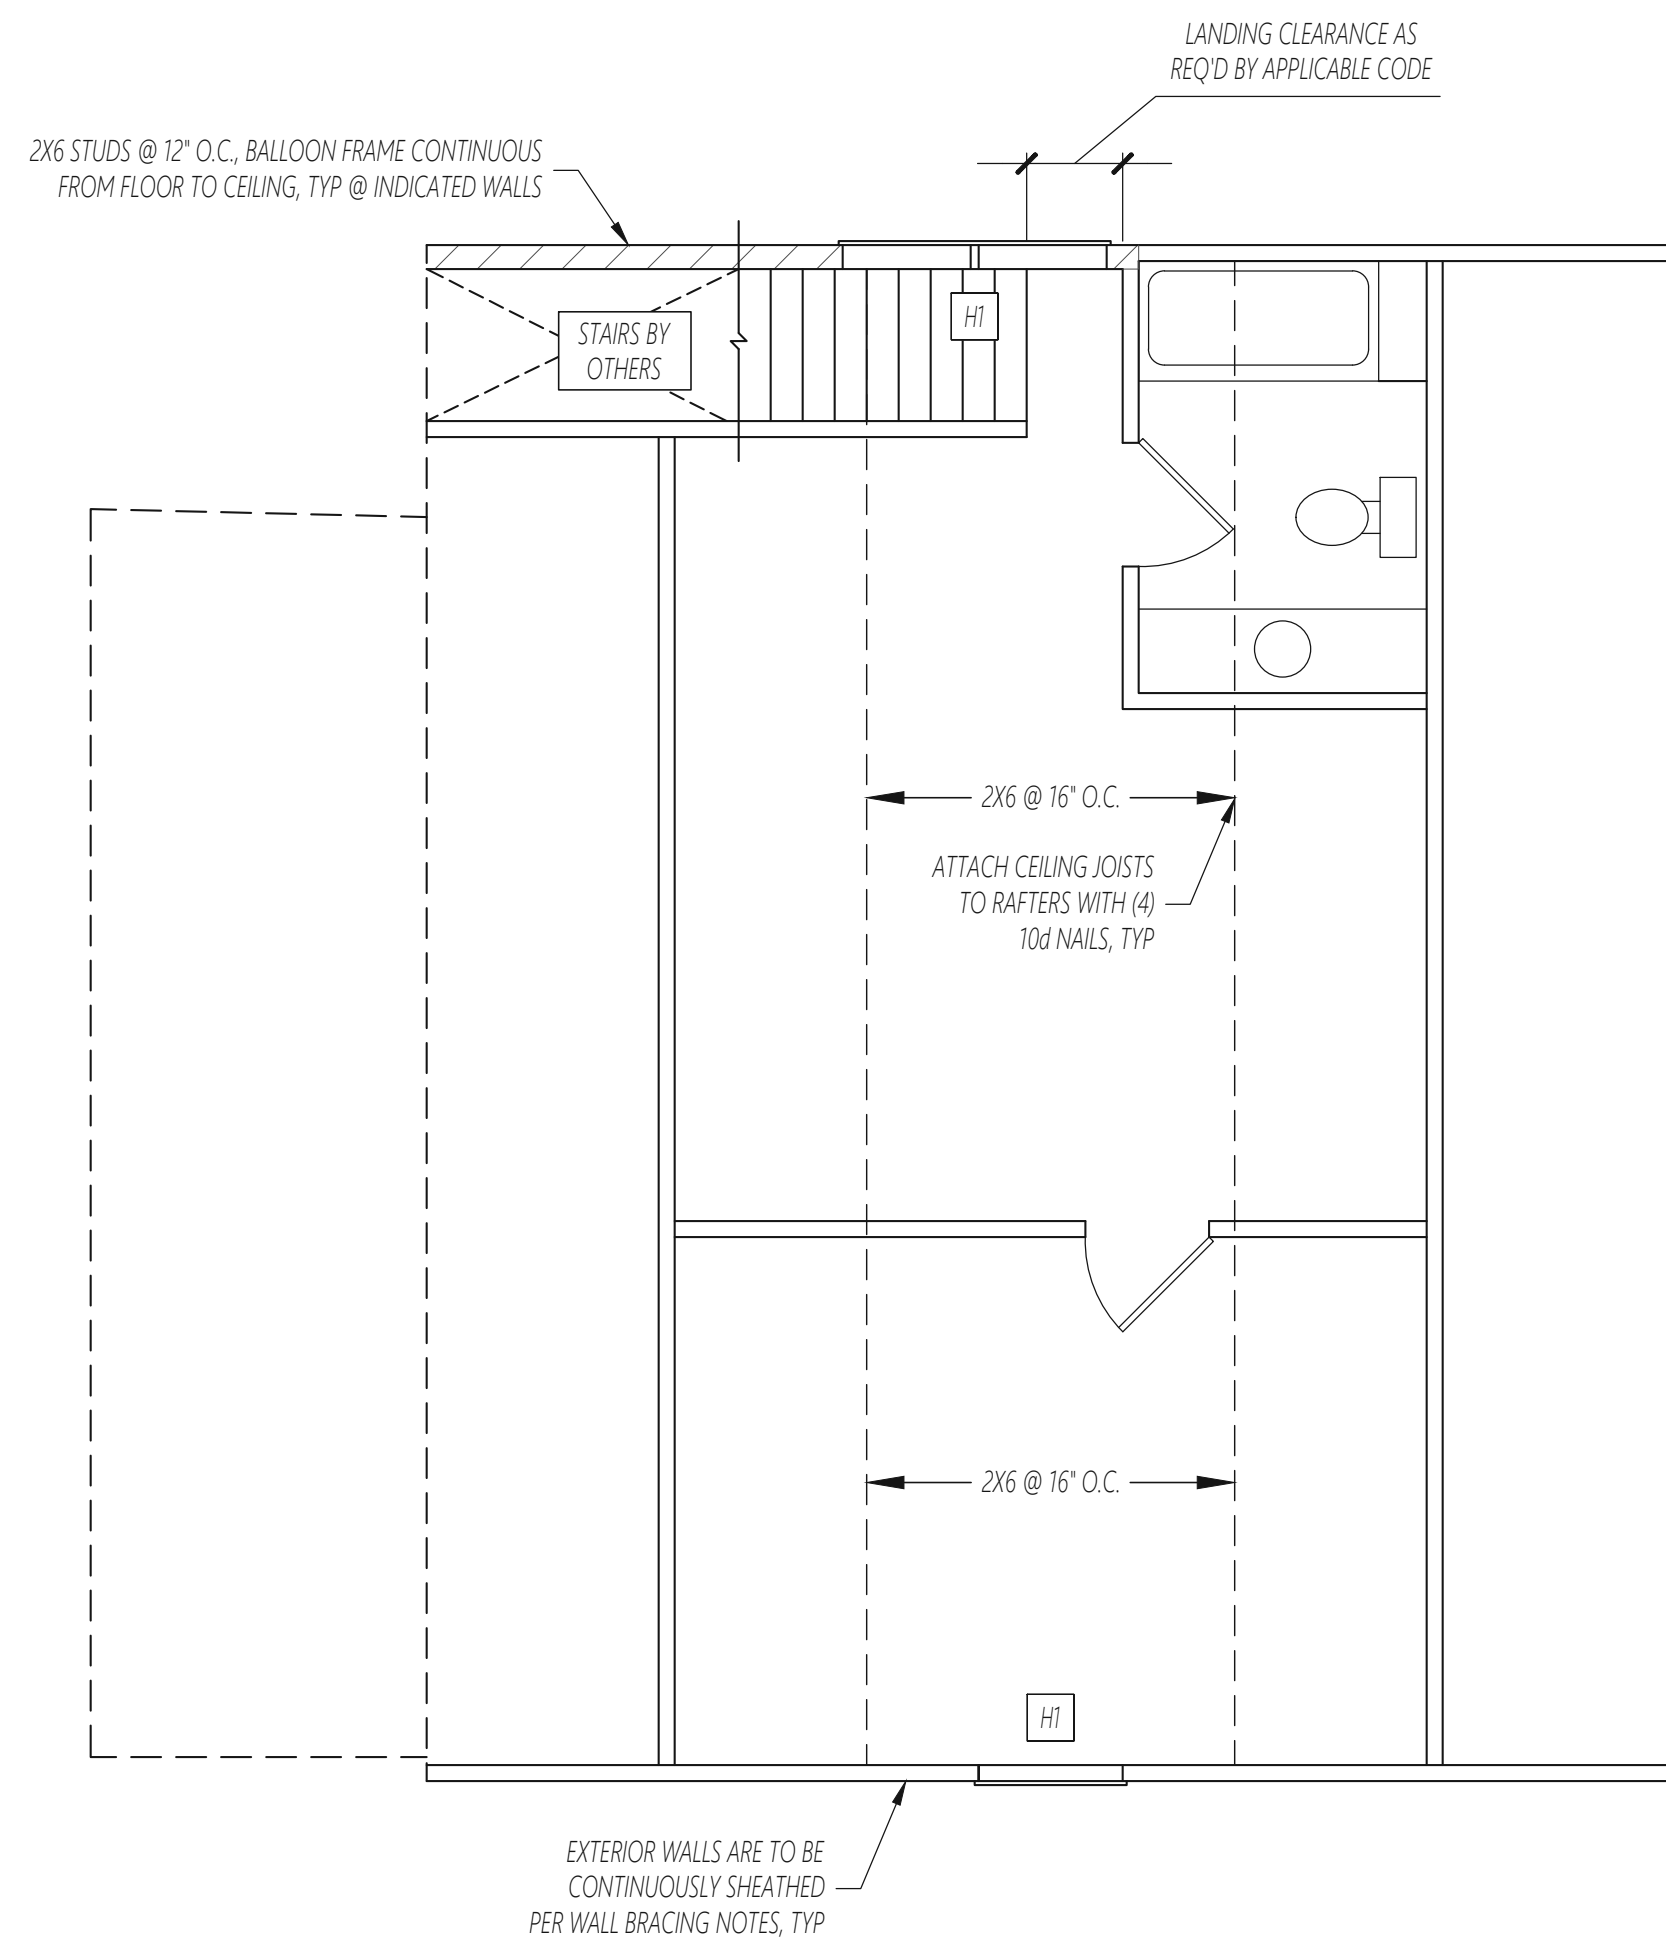 LANDING CLEARANCE AS
REQ'D BY APPLICABLE CODE
2X6 STUDS @ 12" O.C., BALLOON FRAME CONTINUOUS
FROM FLOOR TO CEILING, TYP @ INDICATED WALLS
H1
STAIRS BY
OTHERS
2X6 @ 16" O.C.
ATTACH CEILING JOISTS
TO RAFTERS WITH (4)
10d NAILS, TYP
2X6 @ 16" O.C.
H1
EXTERIOR WALLS ARE TO BE
CONTINUOUSLY SHEATHED
PER WALL BRACING NOTES, TYP